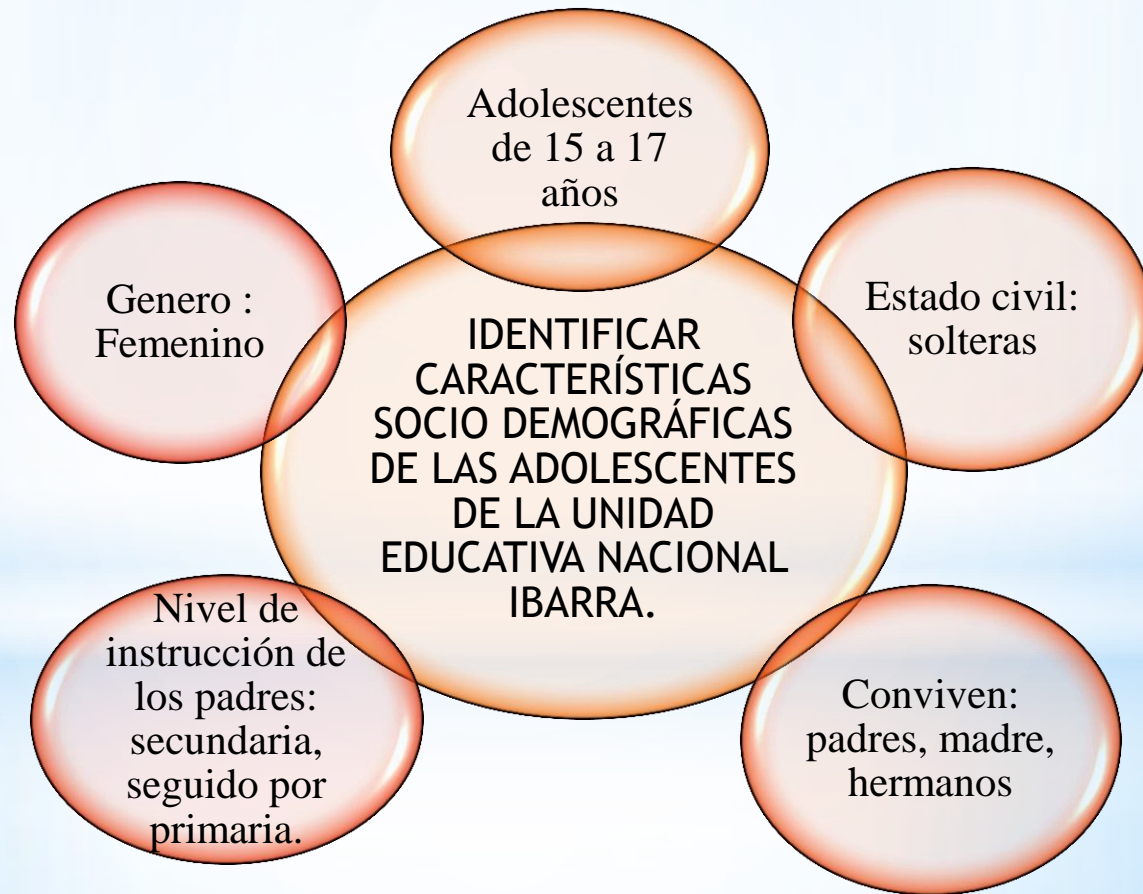 Adolescentes
de 15 a 17
años
Genero :
Femenino
Estado civil:
solteras
IDENTIFICAR
CARACTERÍSTICAS
SOCIO DEMOGRÁFICAS
DE LAS ADOLESCENTES
DE LA UNIDAD
EDUCATIVA NACIONAL
IBARRA.
Nivel de
instrucción de
los padres:
secundaria,
seguido por
primaria.
Conviven:
padres, madre,
hermanos